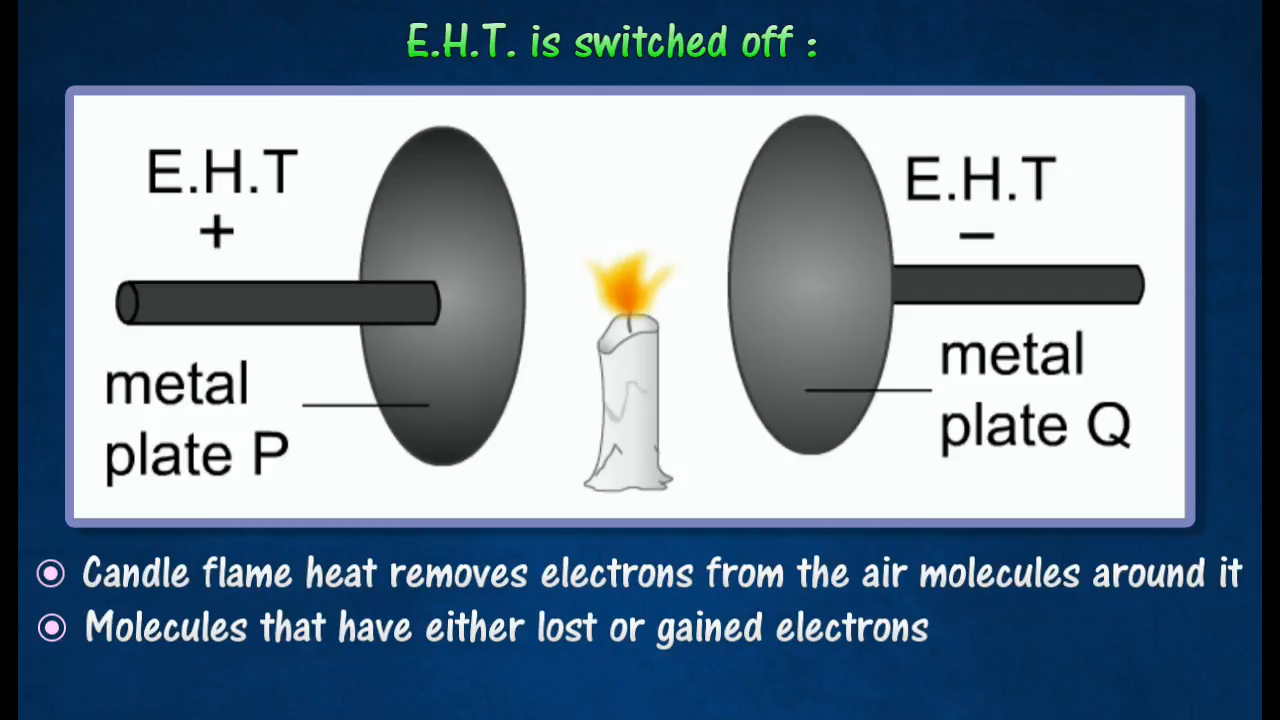 E.H.T. is switched off :
E.H.T
+
E.H.T
–
metal
plate P
metal
plate Q
Candle flame heat removes electrons from the air molecules around it
Molecules that have either lost or gained electrons